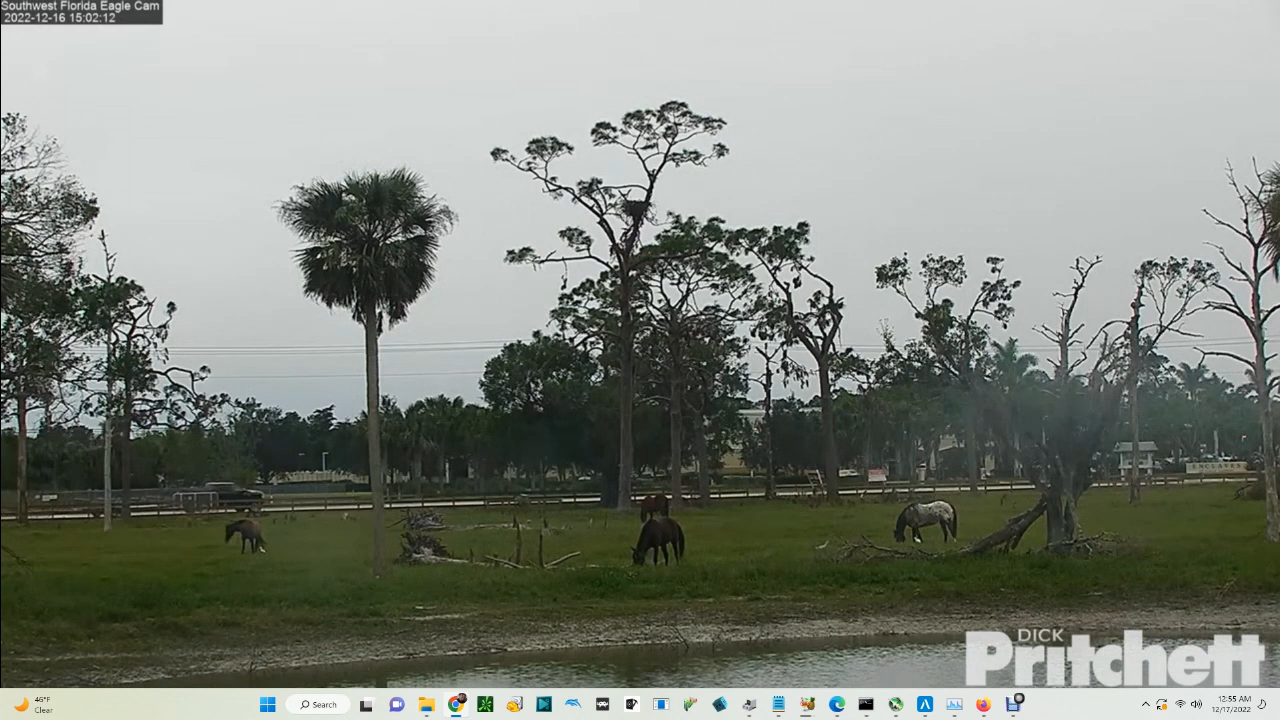 Southwest Florida Eagle Cam
2022-12-16 15:02:12
DICK
Pritchett
46°F
Clear
Search
12:55 AM
12/17/2022